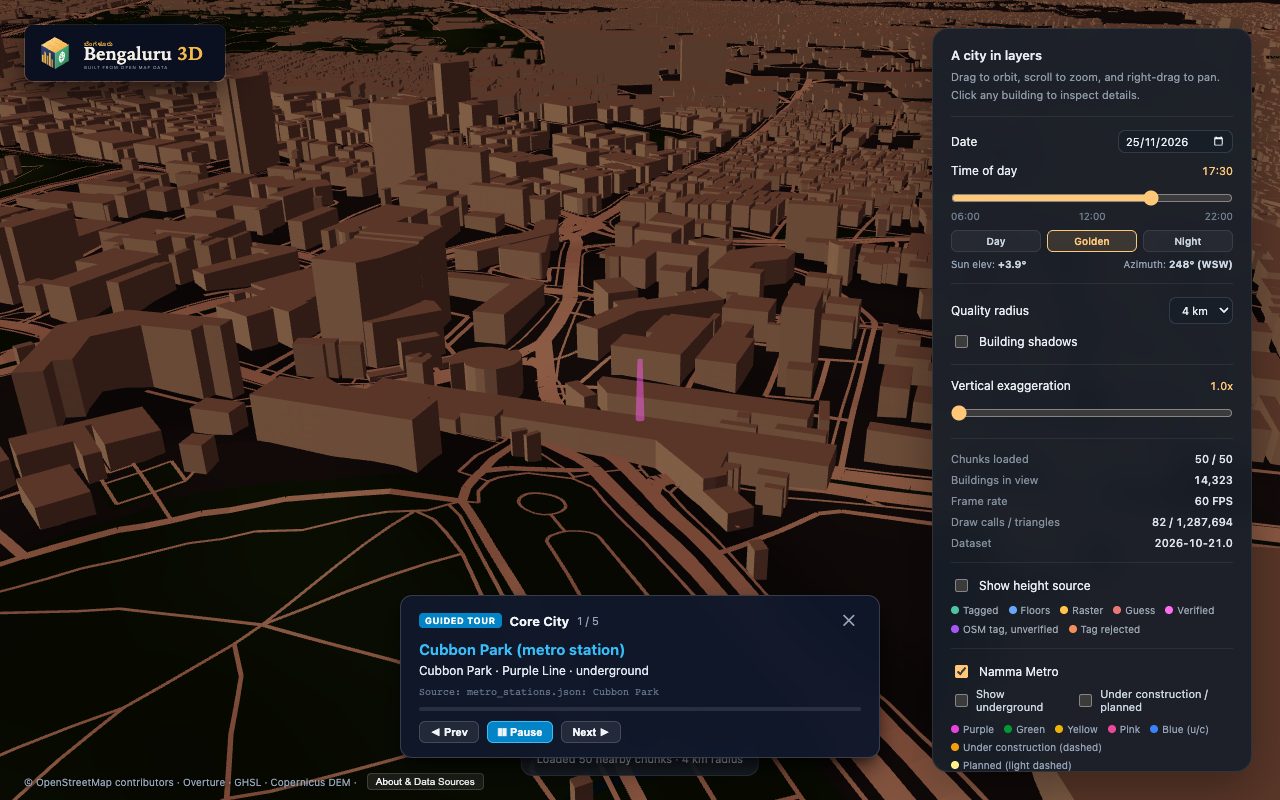 Bengaluru 3D
BUILT FROM OPEN MAP DATA
A city in layers
Drag to orbit, scroll to zoom, and right-drag to pan.
Click any building to inspect details.
Date 25/11/2026
Time of day 17:30
06:00 12:00 22:00
Day Golden Night
Sun elev: +3.9° Azimuth: 248° (WSW)
Quality radius 4 km
Building shadows
Vertical exaggeration 1.0x
Chunks loaded 50 / 50
Buildings in view 14,323
Frame rate 60 FPS
Draw calls / triangles 82 / 1,287,694
Dataset 2026-10-21.0
Show height source
Tagged Floors Raster Guess Verified
OSM tag, unverified Tag rejected
Namma Metro
Show underground
Under construction / planned
Purple Green Yellow Pink Blue (u/c)
Under construction (dashed)
Planned (light dashed)
GUIDED TOUR Core City 1 / 5
Cubbon Park (metro station)
Cubbon Park · Purple Line · underground
Source: metro_stations.json: Cubbon Park
Prev Pause Next
Loaded 50 nearby chunks · 4 km radius
© OpenStreetMap contributors · Overture · GHSL · Copernicus DEM · About & Data Sources